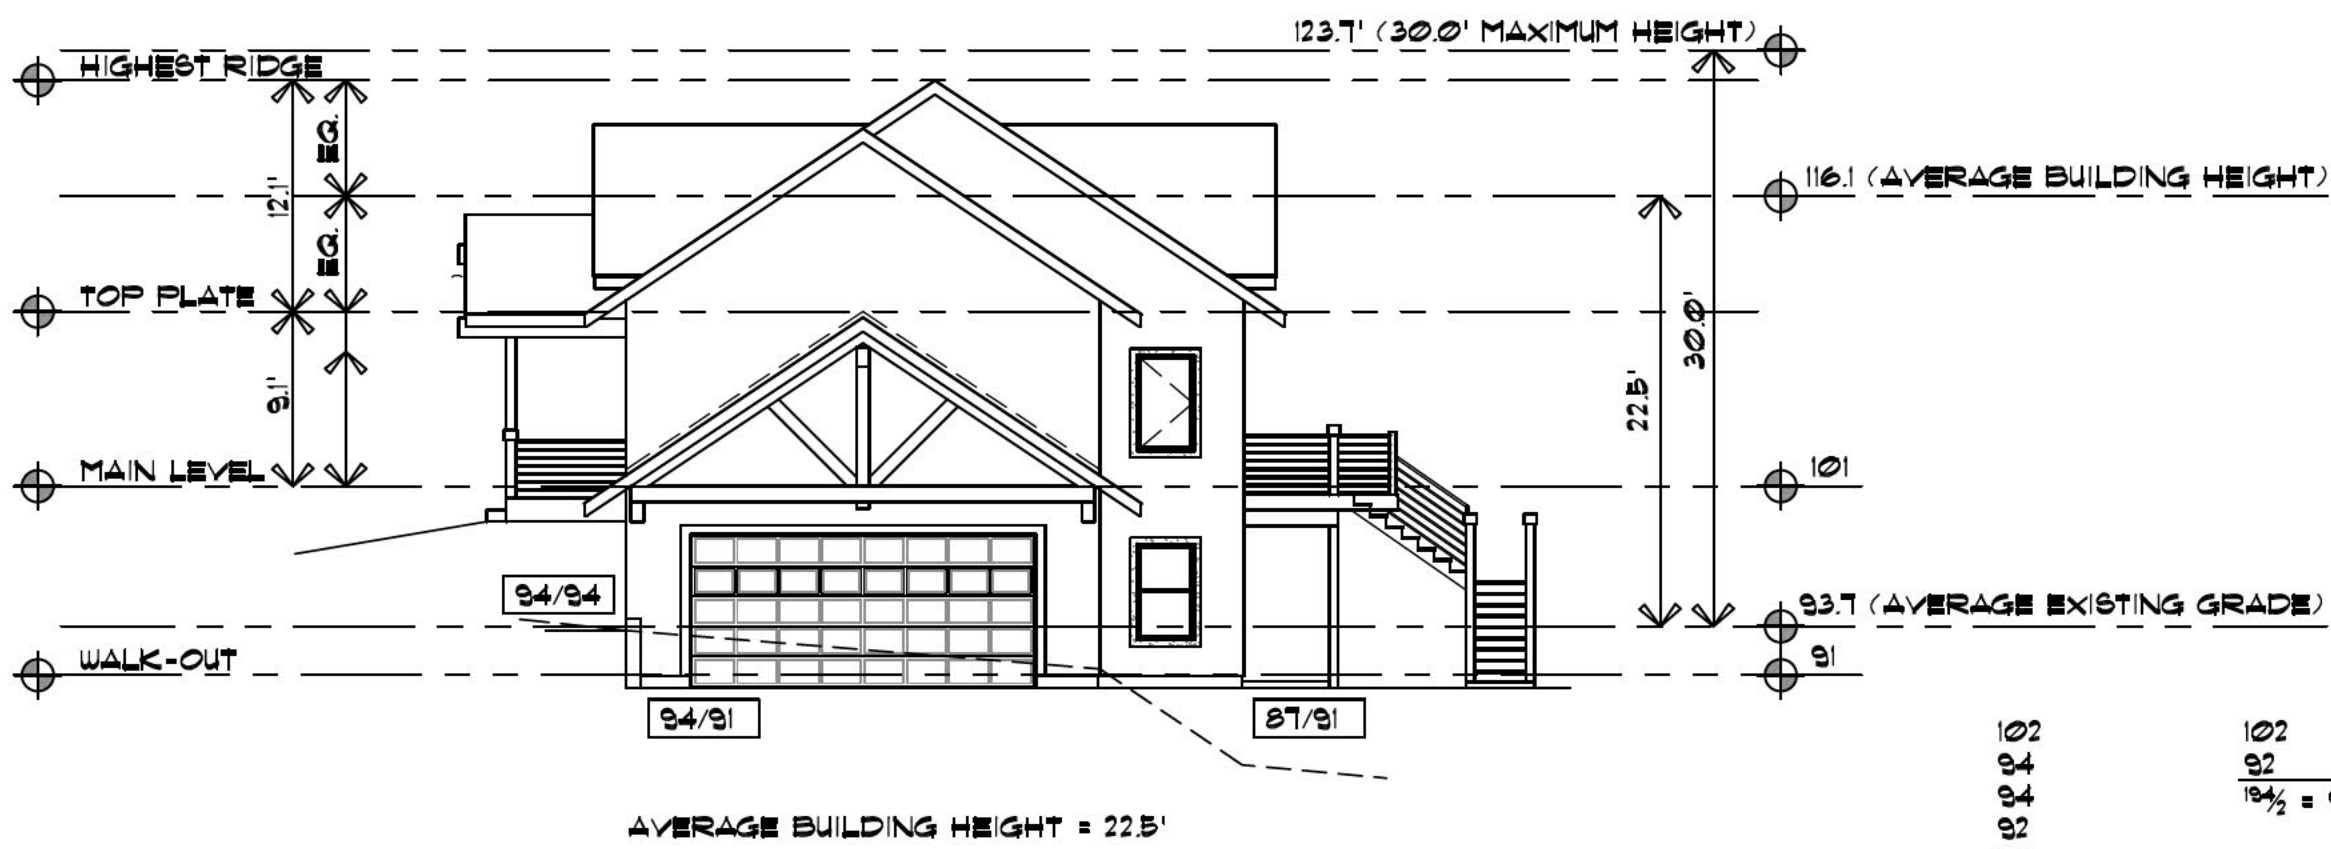 123.7' (30.0' MAXIMUM HEIGHT)
HIGHEST RIDGE
EQ.
12.1'
116.1 (AVERAGE BUILDING HEIGHT)
EQ.
TOP PLATE
30.0'
9.1'
22.5'
MAIN LEVEL
101
94/94
93.7 (AVERAGE EXISTING GRADE)
WALK-OUT
91
94/91
87/91
102
102
94
92
94
194/2 =
92
AVERAGE BUILDING HEIGHT = 22.5'